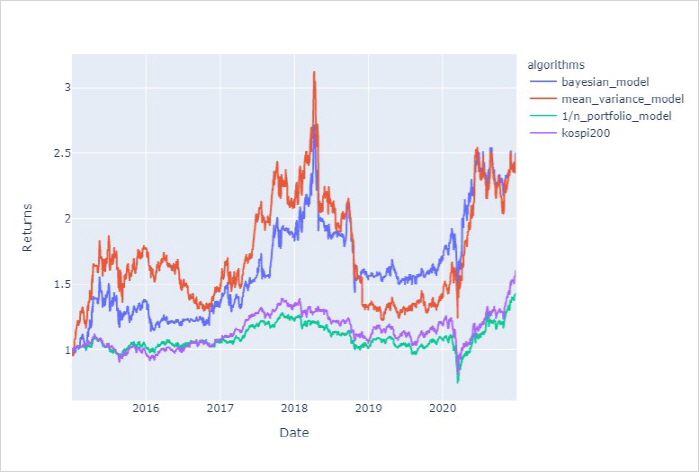 algorithms
bayesian_model
mean_variance_model
1/n_portfolio_model
kospi200
Returns
3
2.5
2
1.5
1
2016 2017 2018 2019 2020
Date